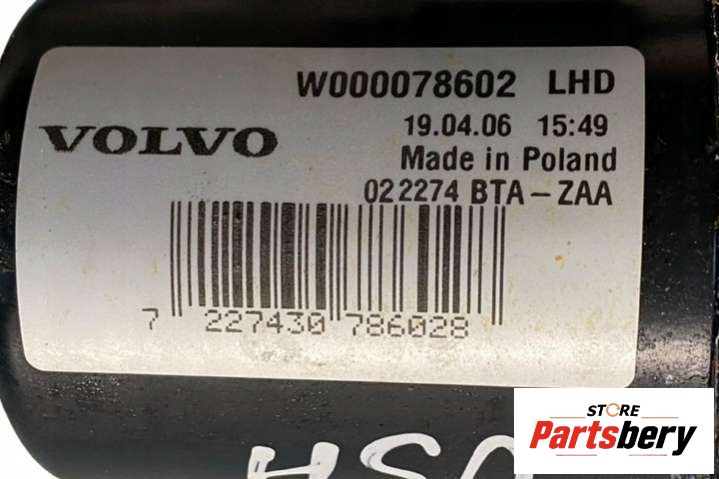 W000078602 LHD
VOLVO
19.04.06 15:49
Made in Poland
022274 BTA-ZAA
7 227430 786028
STORE
Partsbery